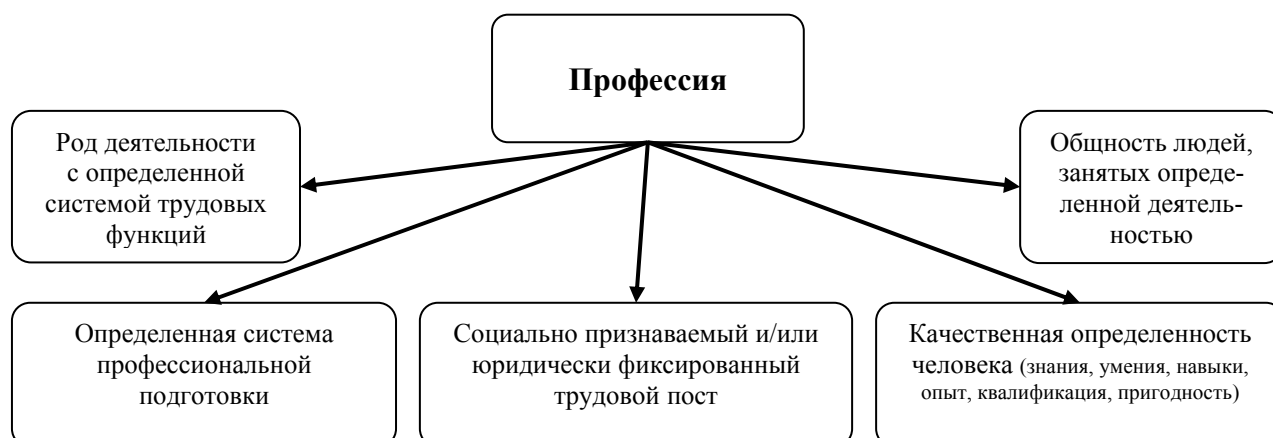 Профессия
Род деятельности
с определенной
системой трудовых
функций
Общность людей,
занятых опреде-
ленной деятель-
ностью
Определенная система
профессиональной
подготовки
Социально признаваемый и/или
юридически фиксированный
трудовой пост
Качественная определенность
человека (знания, умения, навыки,
опыт, квалификация, пригодность)